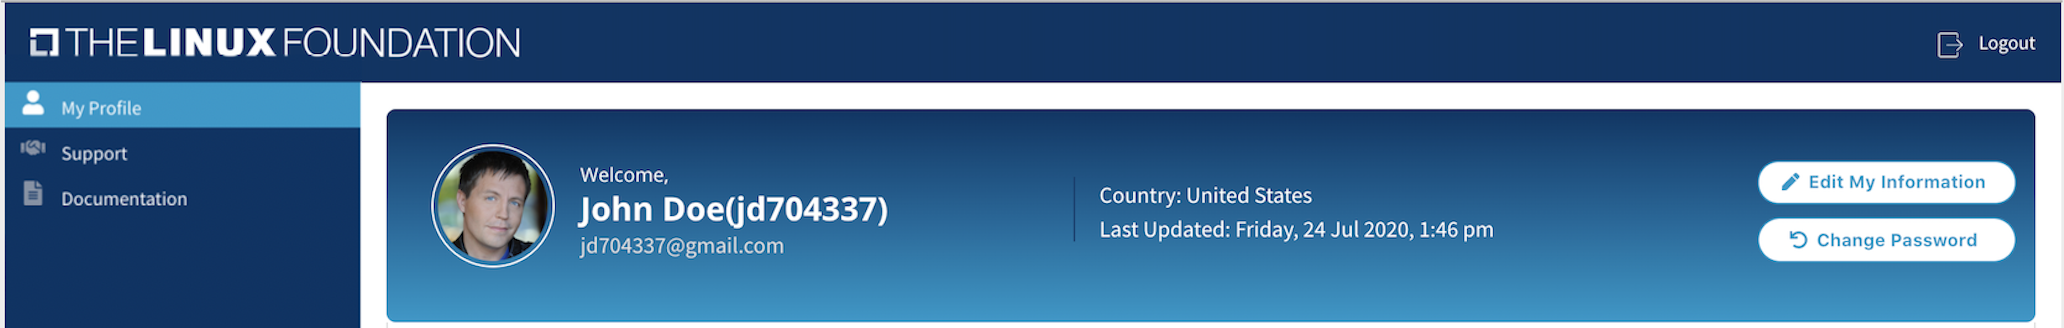 THE LINUX FOUNDATION
Logout
My Profile
Support
Documentation
Welcome,
John Doe(jd704337)
jd704337@gmail.com
Country: United States
Last Updated: Friday, 24 Jul 2020, 1:46 pm
Edit My Information
Change Password